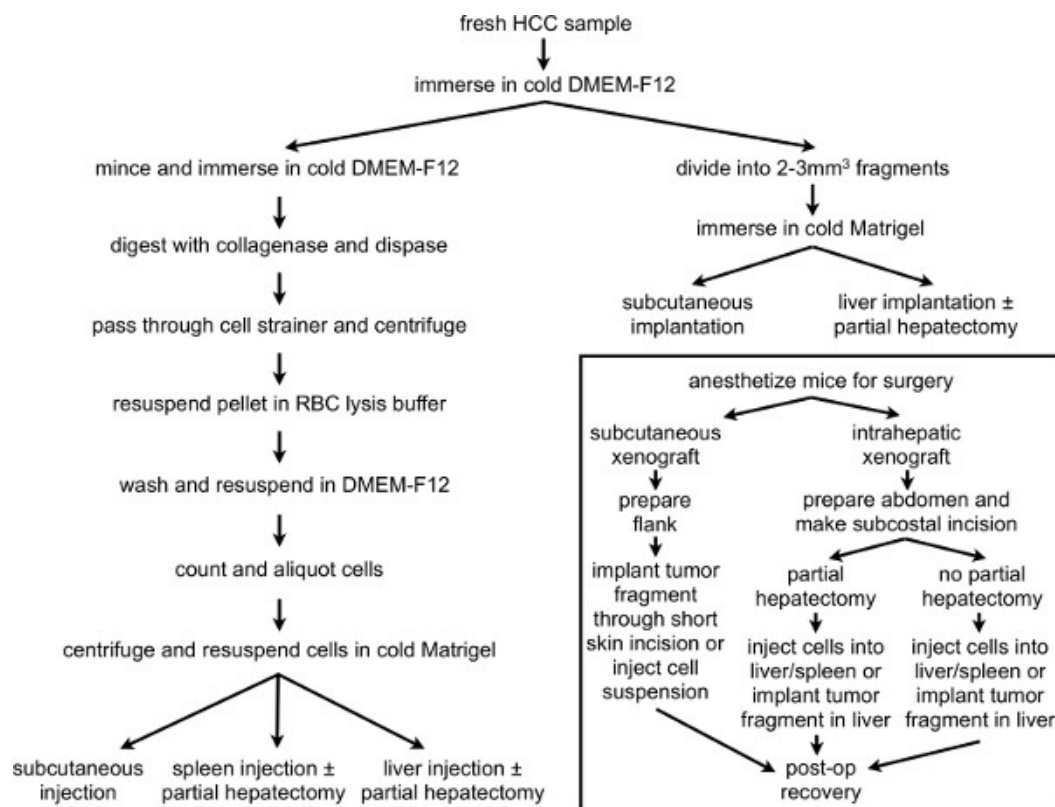 fresh HCC sample
immerse in cold DMEM-F12
mince and immerse in cold DMEM-F12
digest with collagenase and dispase
pass through cell strainer and centrifuge
resuspend pellet in RBC lysis buffer
wash and resuspend in DMEM-F12
count and aliquot cells
centrifuge and resuspend cells in cold Matrigel
subcutaneous
injection
spleen injection ±
partial hepatectomy
liver injection ±
partial hepatectomy
divide into 2-3mm³ fragments
immerse in cold Matrigel
subcutaneous
implantation
liver implantation ±
partial hepatectomy
anesthetize mice for surgery
subcutaneous
xenograft
prepare
flank
implant tumor
fragment
through short
skin incision or
inject cell
suspension
intrahepatic
xenograft
prepare abdomen and
make subcostal incision
partial
hepatectomy
inject cells into
liver/spleen or
implant tumor
fragment in liver
no partial
hepatectomy
inject cells into
liver/spleen or
implant tumor
fragment in liver
post-op
recovery